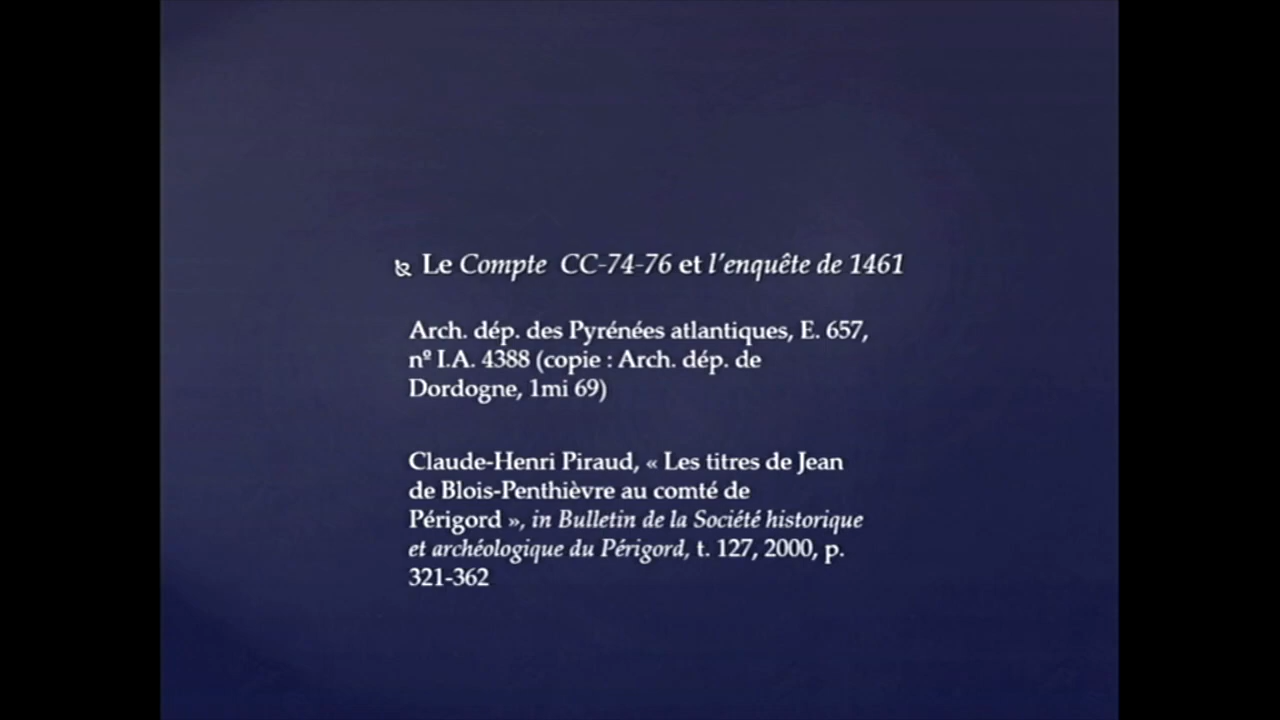 Le Compte CC-74-76 et l'enquête de 1461
Arch. dép. des Pyrénées atlantiques, E. 657,
nº I.A. 4388 (copie : Arch. dép. de
Dordogne, 1mi 69)
Claude-Henri Piraud, « Les titres de Jean
de Blois-Penthièvre au comté de
Périgord », in Bulletin de la Société historique
et archéologique du Périgord, t. 127, 2000, p.
321-362